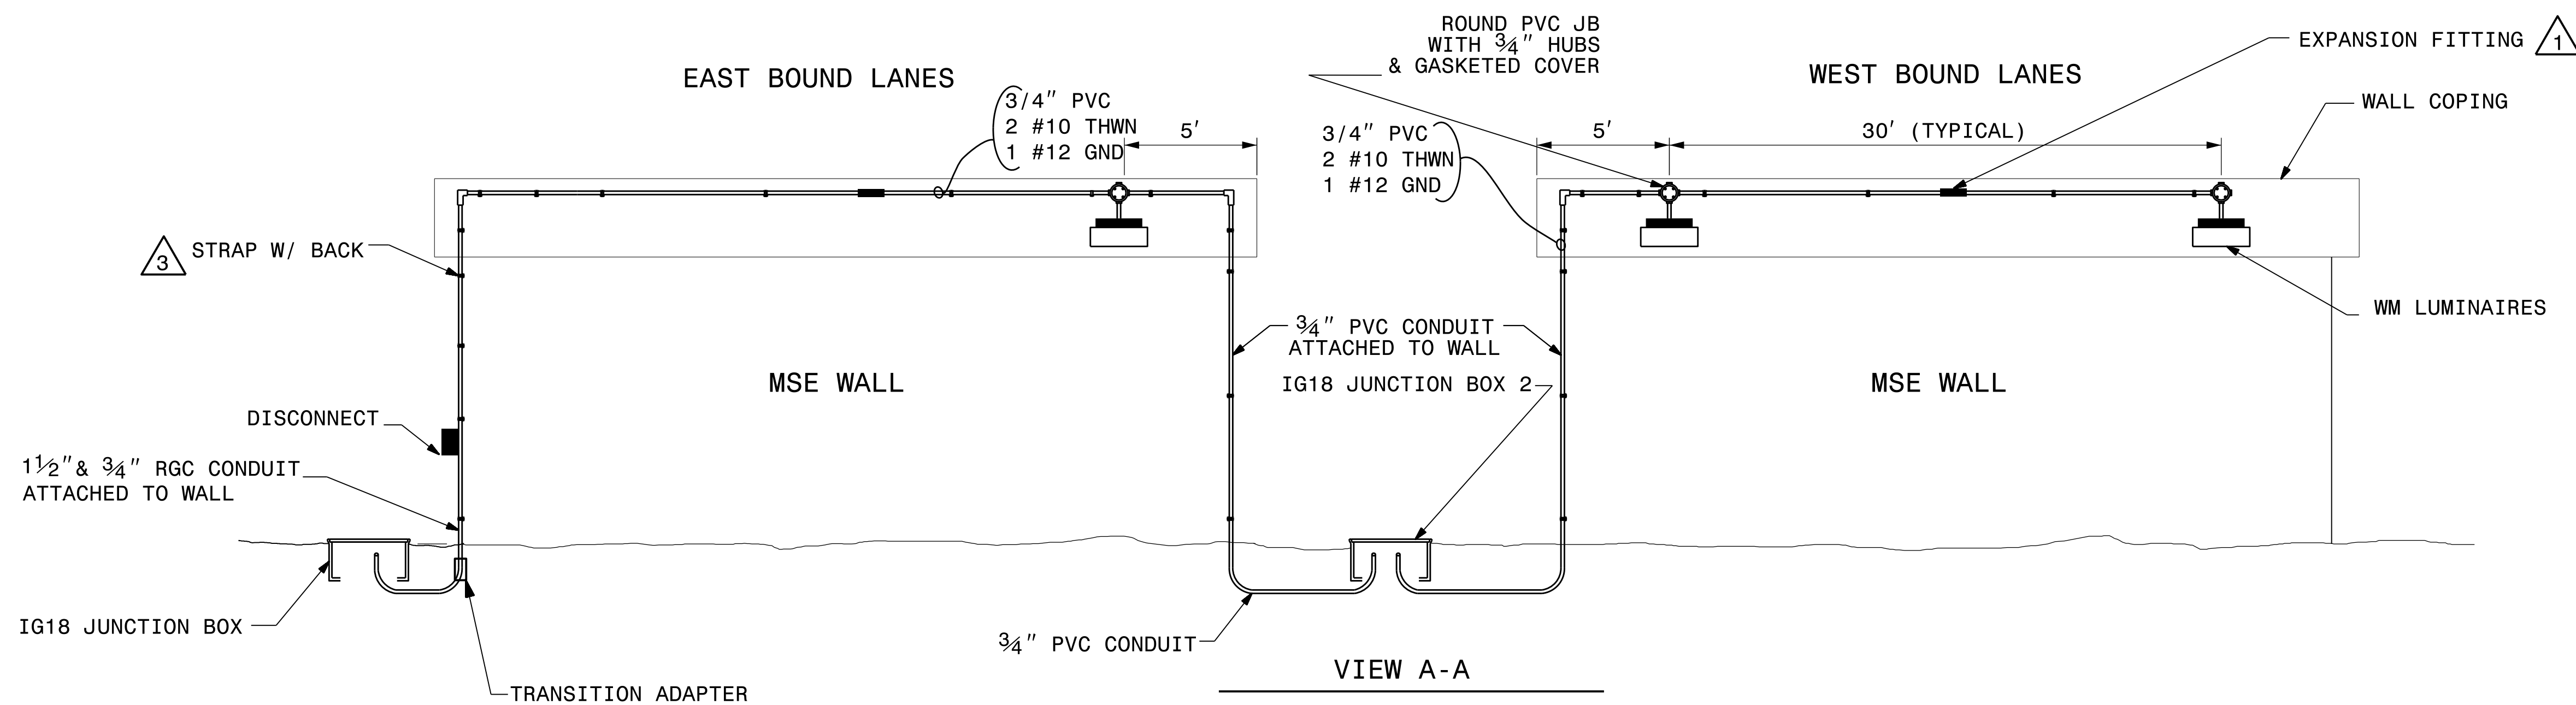 ROUND PVC JB
WITH 3/4" HUBS
& GASKETED COVER
EXPANSION FITTING
1
EAST BOUND LANES
WEST BOUND LANES
3/4" PVC
2 #10 THWN
1 #12 GND
5'
3/4" PVC
2 #10 THWN
1 #12 GND
5'
30' (TYPICAL)
WALL COPING
3
STRAP W/ BACK
WM LUMINAIRES
3/4" PVC CONDUIT
ATTACHED TO WALL
IG18 JUNCTION BOX 2
MSE WALL
MSE WALL
DISCONNECT
1 1/2"& 3/4" RGC CONDUIT
ATTACHED TO WALL
IG18 JUNCTION BOX
3/4" PVC CONDUIT
TRANSITION ADAPTER
VIEW A-A